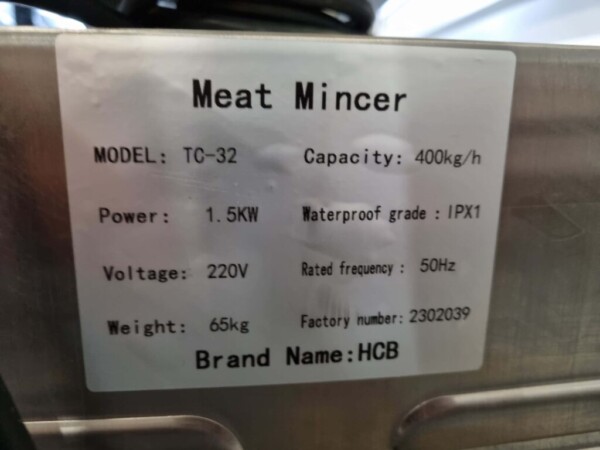 Meat Mincer
MODEL: TC-32 Capacity: 400kg/h
Power: 1.5KW Waterproof grade : IPX1
Voltage: 220V Rated frequency : 50Hz
Weight: 65kg Factory number: 2302039
Brand Name:HCB